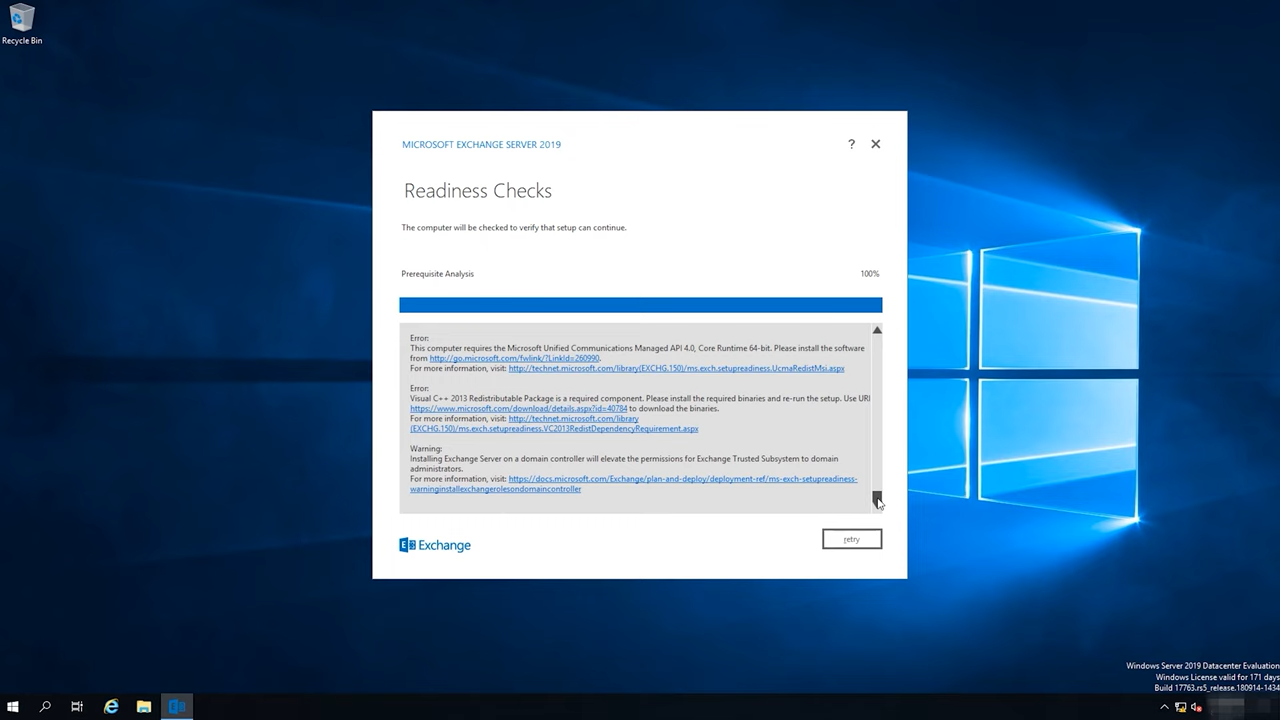 Recycle Bin
MICROSOFT EXCHANGE SERVER 2019
?
Readiness Checks
The computer will be checked to verify that setup can continue.
Prerequisite Analysis 100%
Error:
This computer requires the Microsoft Unified Communications Managed API 4.0, Core Runtime 64-bit. Please install the software
from http://go.microsoft.com/fwlink/?LinkId=260990.
For more information, visit: http://technet.microsoft.com/library(EXCHG.150)/ms.exch.setupreadiness.UcmaRedistMsi.aspx
Error:
Visual C++ 2013 Redistributable Package is a required component. Please install the required binaries and re-run the setup. Use URL
https://www.microsoft.com/download/details.aspx?id=40784 to download the binaries.
For more information, visit: http://technet.microsoft.com/library
(EXCHG.150)/ms.exch.setupreadiness.VC2013RedistDependencyRequirement.aspx
Warning:
Installing Exchange Server on a domain controller will elevate the permissions for Exchange Trusted Subsystem to domain
administrators.
For more information, visit: https://docs.microsoft.com/Exchange/plan-and-deploy/deployment-ref/ms-exch-setupreadiness-
warninginstallexchangerolesondomaincontroller
Exchange
retry
Windows Server 2019 Datacenter Evaluation
Windows License valid for 171 days
Build 17763.rs5_release.180914-1434